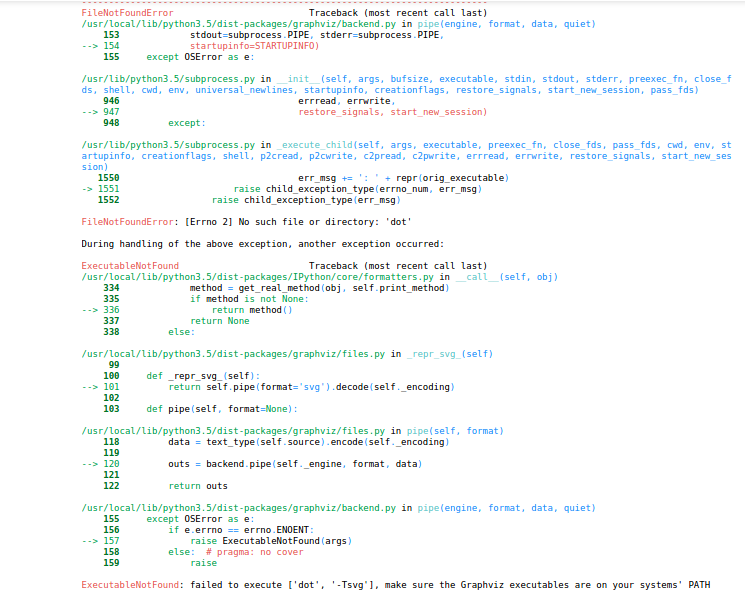 FileNotFoundError Traceback (most recent call last)
/usr/local/lib/python3.5/dist-packages/graphviz/backend.py in pipe(engine, format, data, quiet)
153 stdout=subprocess.PIPE, stderr=subprocess.PIPE,
--> 154 startupinfo=STARTUPINFO)
155 except OSError as e:
/usr/lib/python3.5/subprocess.py in __init__(self, args, bufsize, executable, stdin, stdout, stderr, preexec_fn, close_f
ds, shell, cwd, env, universal_newlines, startupinfo, creationflags, restore_signals, start_new_session, pass_fds)
946 errread, errwrite,
--> 947 restore_signals, start_new_session)
948 except:
/usr/lib/python3.5/subprocess.py in _execute_child(self, args, executable, preexec_fn, close_fds, pass_fds, cwd, env, st
artupinfo, creationflags, shell, p2cread, p2cwrite, c2pread, c2pwrite, errread, errwrite, restore_signals, start_new_ses
sion)
1550 err_msg += ': ' + repr(orig_executable)
-> 1551 raise child_exception_type(errno_num, err_msg)
1552 raise child_exception_type(err_msg)
FileNotFoundError: [Errno 2] No such file or directory: 'dot'
During handling of the above exception, another exception occurred:
ExecutableNotFound Traceback (most recent call last)
/usr/local/lib/python3.5/dist-packages/IPython/core/formatters.py in __call__(self, obj)
334 method = get_real_method(obj, self.print_method)
335 if method is not None:
--> 336 return method()
337 return None
338 else:
/usr/local/lib/python3.5/dist-packages/graphviz/files.py in _repr_svg_(self)
99
100 def _repr_svg_(self):
--> 101 return self.pipe(format='svg').decode(self._encoding)
102
103 def pipe(self, format=None):
/usr/local/lib/python3.5/dist-packages/graphviz/files.py in pipe(self, format)
118 data = text_type(self.source).encode(self._encoding)
119
--> 120 outs = backend.pipe(self._engine, format, data)
121
122 return outs
/usr/local/lib/python3.5/dist-packages/graphviz/backend.py in pipe(engine, format, data, quiet)
155 except OSError as e:
156 if e.errno == errno.ENOENT:
--> 157 raise ExecutableNotFound(args)
158 else: # pragma: no cover
159 raise
ExecutableNotFound: failed to execute ['dot', '-Tsvg'], make sure the Graphviz executables are on your systems' PATH